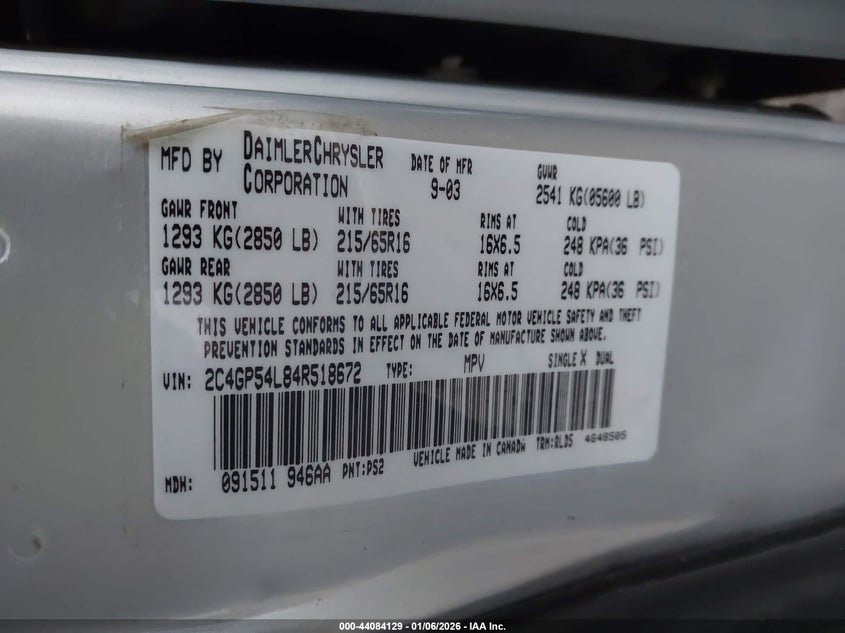 MFD BY DAIMLERCHRYSLER CORPORATION DATE OF MFR 9-03 GVWR 2541 KG(05600 LB)
GAWR FRONT WITH TIRES RIMS AT COLD
1293 KG(2850 LB) 215/65R16 16X6.5 248 KPA(36 PSI)
GAWR REAR WITH TIRES RIMS AT COLD
1293 KG(2850 LB) 215/65R16 16X6.5 248 KPA(36 PSI)
THIS VEHICLE CONFORMS TO ALL APPLICABLE FEDERAL MOTOR VEHICLE SAFETY AND THEFT
PREVENTION STANDARDS IN EFFECT ON THE DATE OF MANUFACTURE SHOWN ABOVE.
VIN: 2C4GP54L84R518672 TYPE: MPV SINGLE X DUAL
MDH: 091511 946AA PNT:PS2 VEHICLE MADE IN CANADA TRM:RLD5 4648505
000-44084129 - 01/06/2026 - IAA Inc.